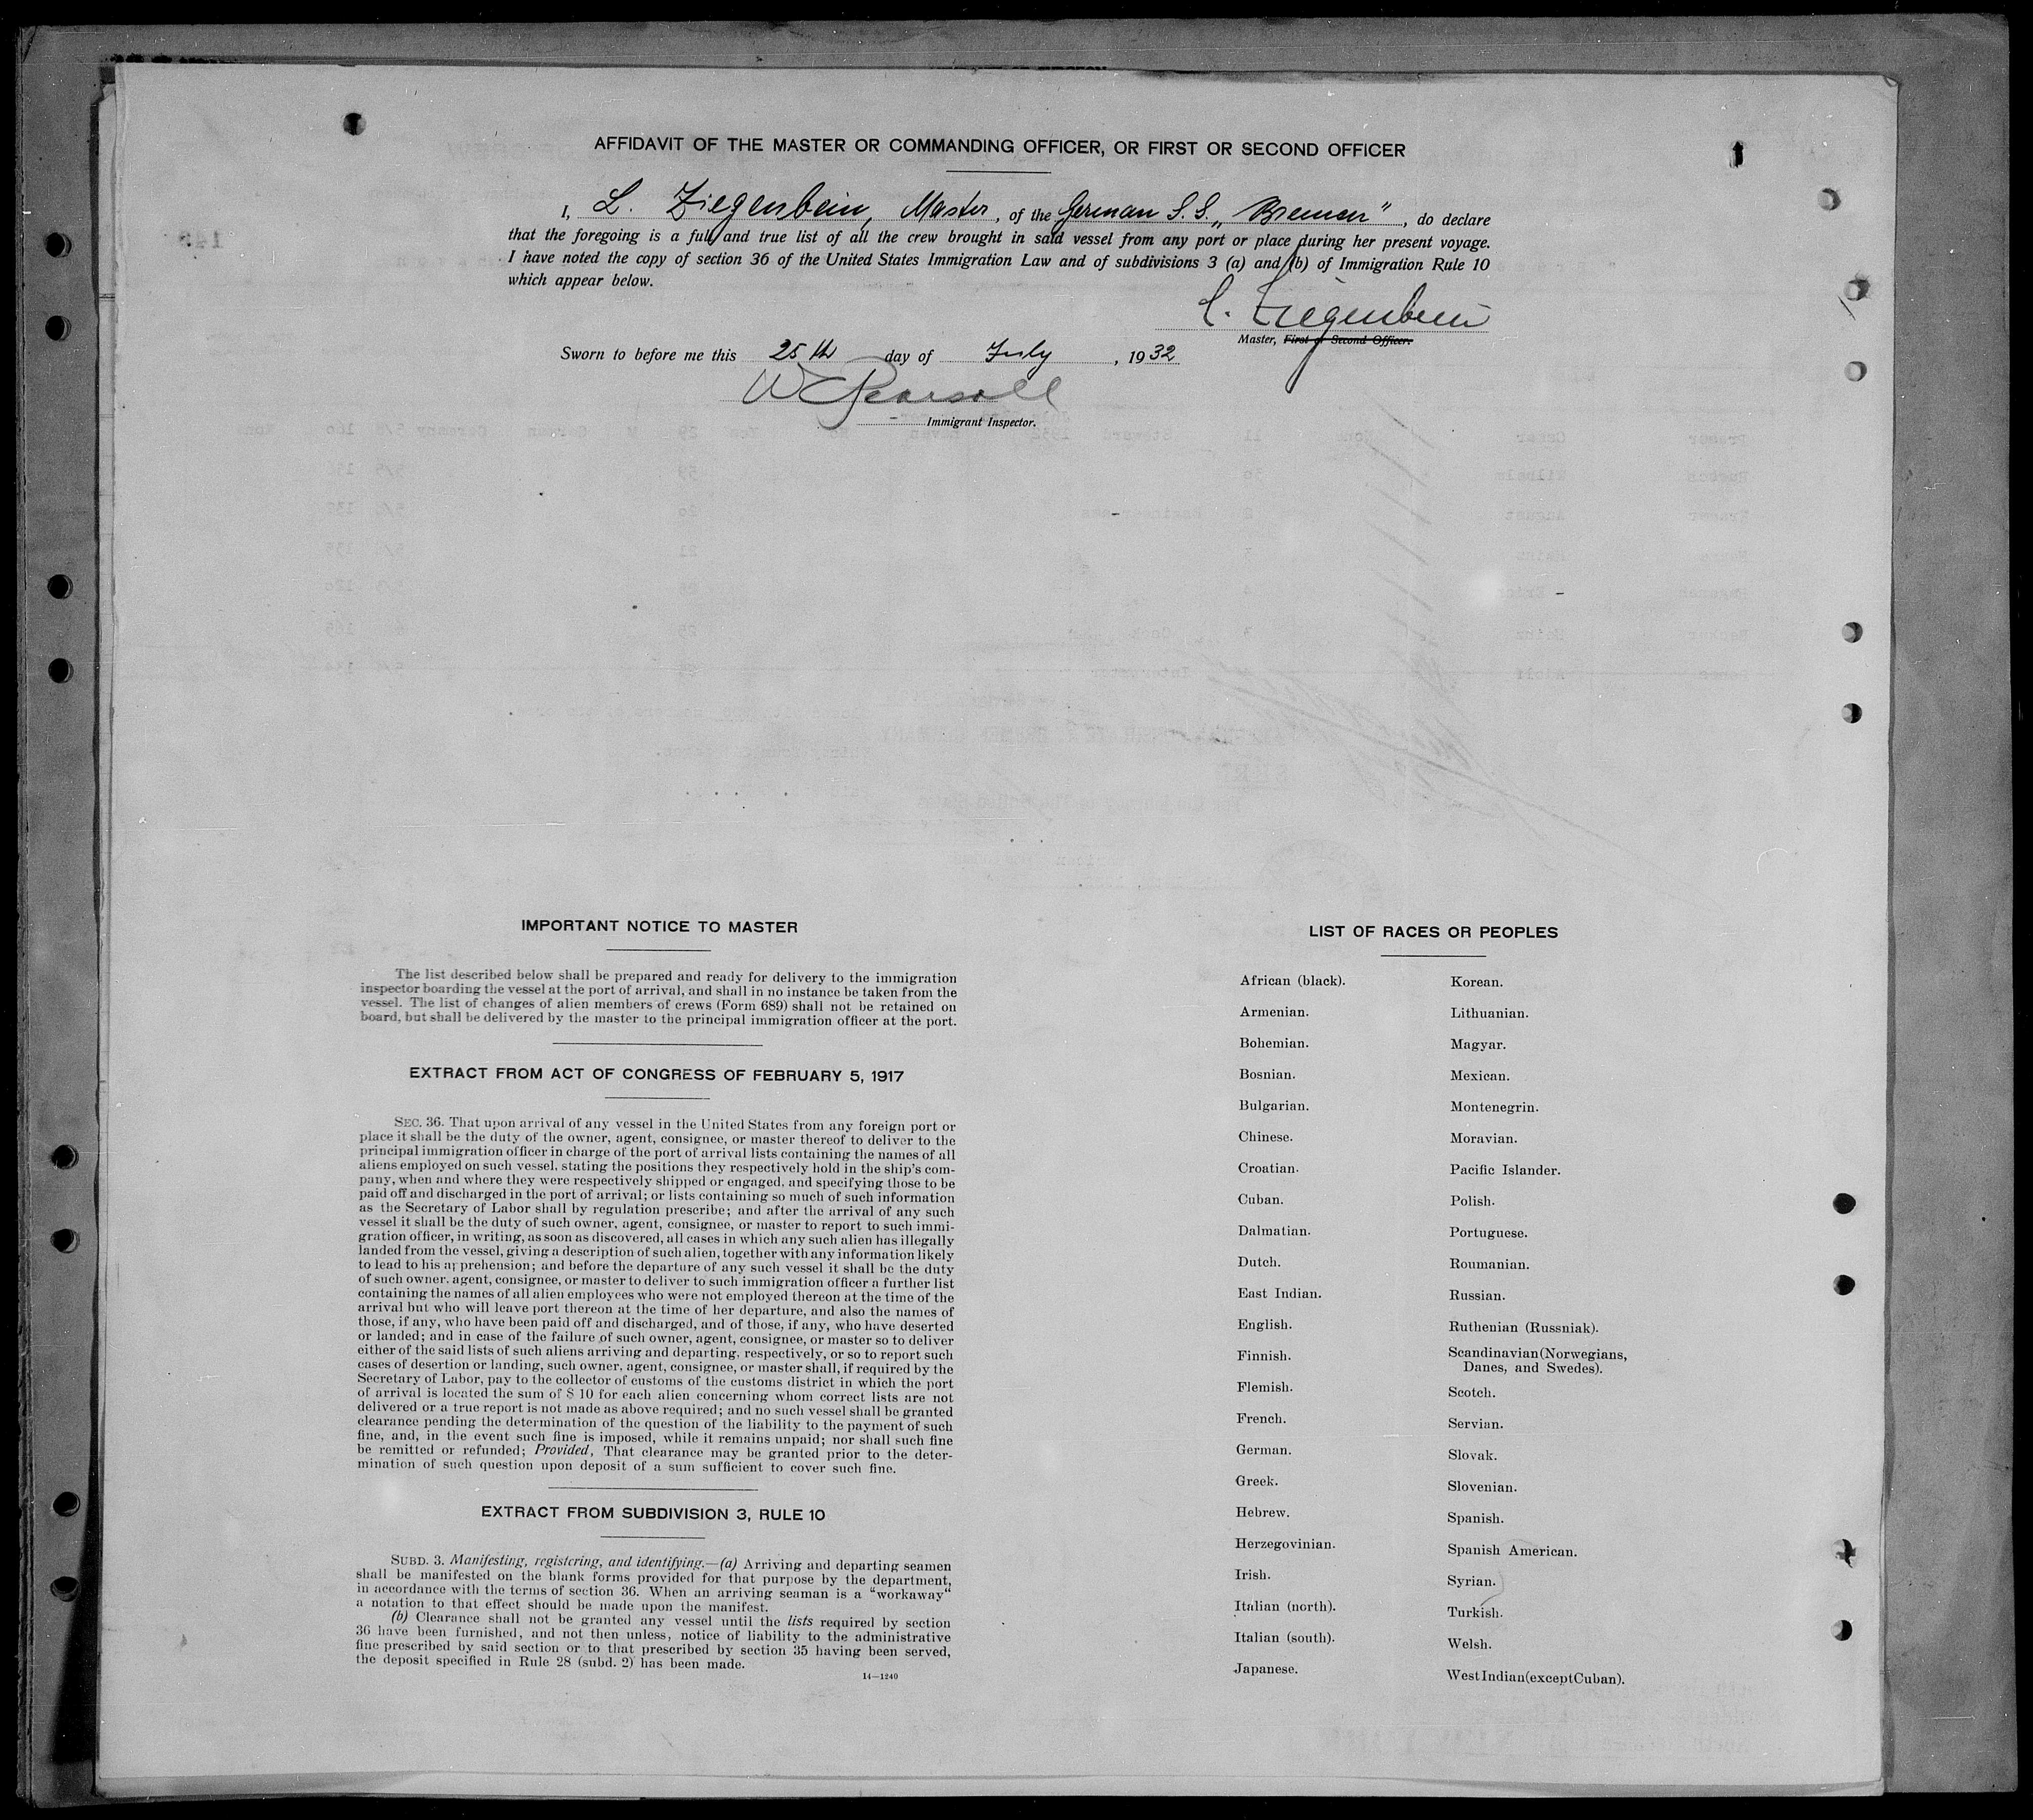 AFFIDAVIT OF THE MASTER OR COMMANDING OFFICER, OR FIRST OR SECOND OFFICER
I, L. Ziegenbein, Master, of the German S.S. „Bremen", do declare
that the foregoing is a full and true list of all the crew brought in said vessel from any port or place during her present voyage.
I have noted the copy of section 36 of the United States Immigration Law and of subdivisions 3 (a) and (b) of Immigration Rule 10
which appear below.
L. Ziegenbein
Master, First or Second Officer.
Sworn to before me this 25th day of July, 1932
W Pearsall
Immigrant Inspector.
IMPORTANT NOTICE TO MASTER
The list described below shall be prepared and ready for delivery to the immigration
inspector boarding the vessel at the port of arrival, and shall in no instance be taken from the
vessel. The list of changes of alien members of crews (Form 689) shall not be retained on
board, but shall be delivered by the master to the principal immigration officer at the port.
EXTRACT FROM ACT OF CONGRESS OF FEBRUARY 5, 1917
SEC. 36. That upon arrival of any vessel in the United States from any foreign port or
place it shall be the duty of the owner, agent, consignee, or master thereof to deliver to the
principal immigration officer in charge of the port of arrival lists containing the names of all
aliens employed on such vessel, stating the positions they respectively hold in the ship's com-
pany, when and where they were respectively shipped or engaged, and specifying those to be
paid off and discharged in the port of arrival; or lists containing so much of such information
as the Secretary of Labor shall by regulation prescribe; and after the arrival of any such
vessel it shall be the duty of such owner, agent, consignee, or master to report to such immi-
gration officer, in writing, as soon as discovered, all cases in which any such alien has illegally
landed from the vessel, giving a description of such alien, together with any information likely
to lead to his apprehension; and before the departure of any such vessel it shall be the duty
of such owner, agent, consignee, or master to deliver to such immigration officer a further list
containing the names of all alien employees who were not employed thereon at the time of the
arrival but who will leave port thereon at the time of her departure, and also the names of
those, if any, who have been paid off and discharged, and of those, if any, who have deserted
or landed; and in case of the failure of such owner, agent, consignee, or master so to deliver
either of the said lists of such aliens arriving and departing, respectively, or so to report such
cases of desertion or landing, such owner, agent, consignee, or master shall, if required by the
Secretary of Labor, pay to the collector of customs of the customs district in which the port
of arrival is located the sum of $ 10 for each alien concerning whom correct lists are not
delivered or a true report is not made as above required; and no such vessel shall be granted
clearance pending the determination of the question of the liability to the payment of such
fine, and, in the event such fine is imposed, while it remains unpaid; nor shall such fine
be remitted or refunded; Provided, That clearance may be granted prior to the deter-
mination of such question upon deposit of a sum sufficient to cover such fine.
EXTRACT FROM SUBDIVISION 3, RULE 10
SUBD. 3. Manifesting, registering, and identifying.—(a) Arriving and departing seamen
shall be manifested on the blank forms provided for that purpose by the department,
in accordance with the terms of section 36. When an arriving seaman is a "workaway"
a notation to that effect should be made upon the manifest.
(b) Clearance shall not be granted any vessel until the lists required by section
36 have been furnished, and not then unless, notice of liability to the administrative
fine prescribed by said section or to that prescribed by section 35 having been served,
the deposit specified in Rule 28 (subd. 2) has been made.
14—1240
LIST OF RACES OR PEOPLES
African (black).
Armenian.
Bohemian.
Bosnian.
Bulgarian.
Chinese.
Croatian.
Cuban.
Dalmatian.
Dutch.
East Indian.
English.
Finnish.
Flemish.
French.
German.
Greek.
Hebrew.
Herzegovinian.
Irish.
Italian (north).
Italian (south).
Japanese.
Korean.
Lithuanian.
Magyar.
Mexican.
Montenegrin.
Moravian.
Pacific Islander.
Polish.
Portuguese.
Roumanian.
Russian.
Ruthenian (Russniak).
Scandinavian (Norwegians,
Danes, and Swedes).
Scotch.
Servian.
Slovak.
Slovenian.
Spanish.
Spanish American.
Syrian.
Turkish.
Welsh.
West Indian (except Cuban).